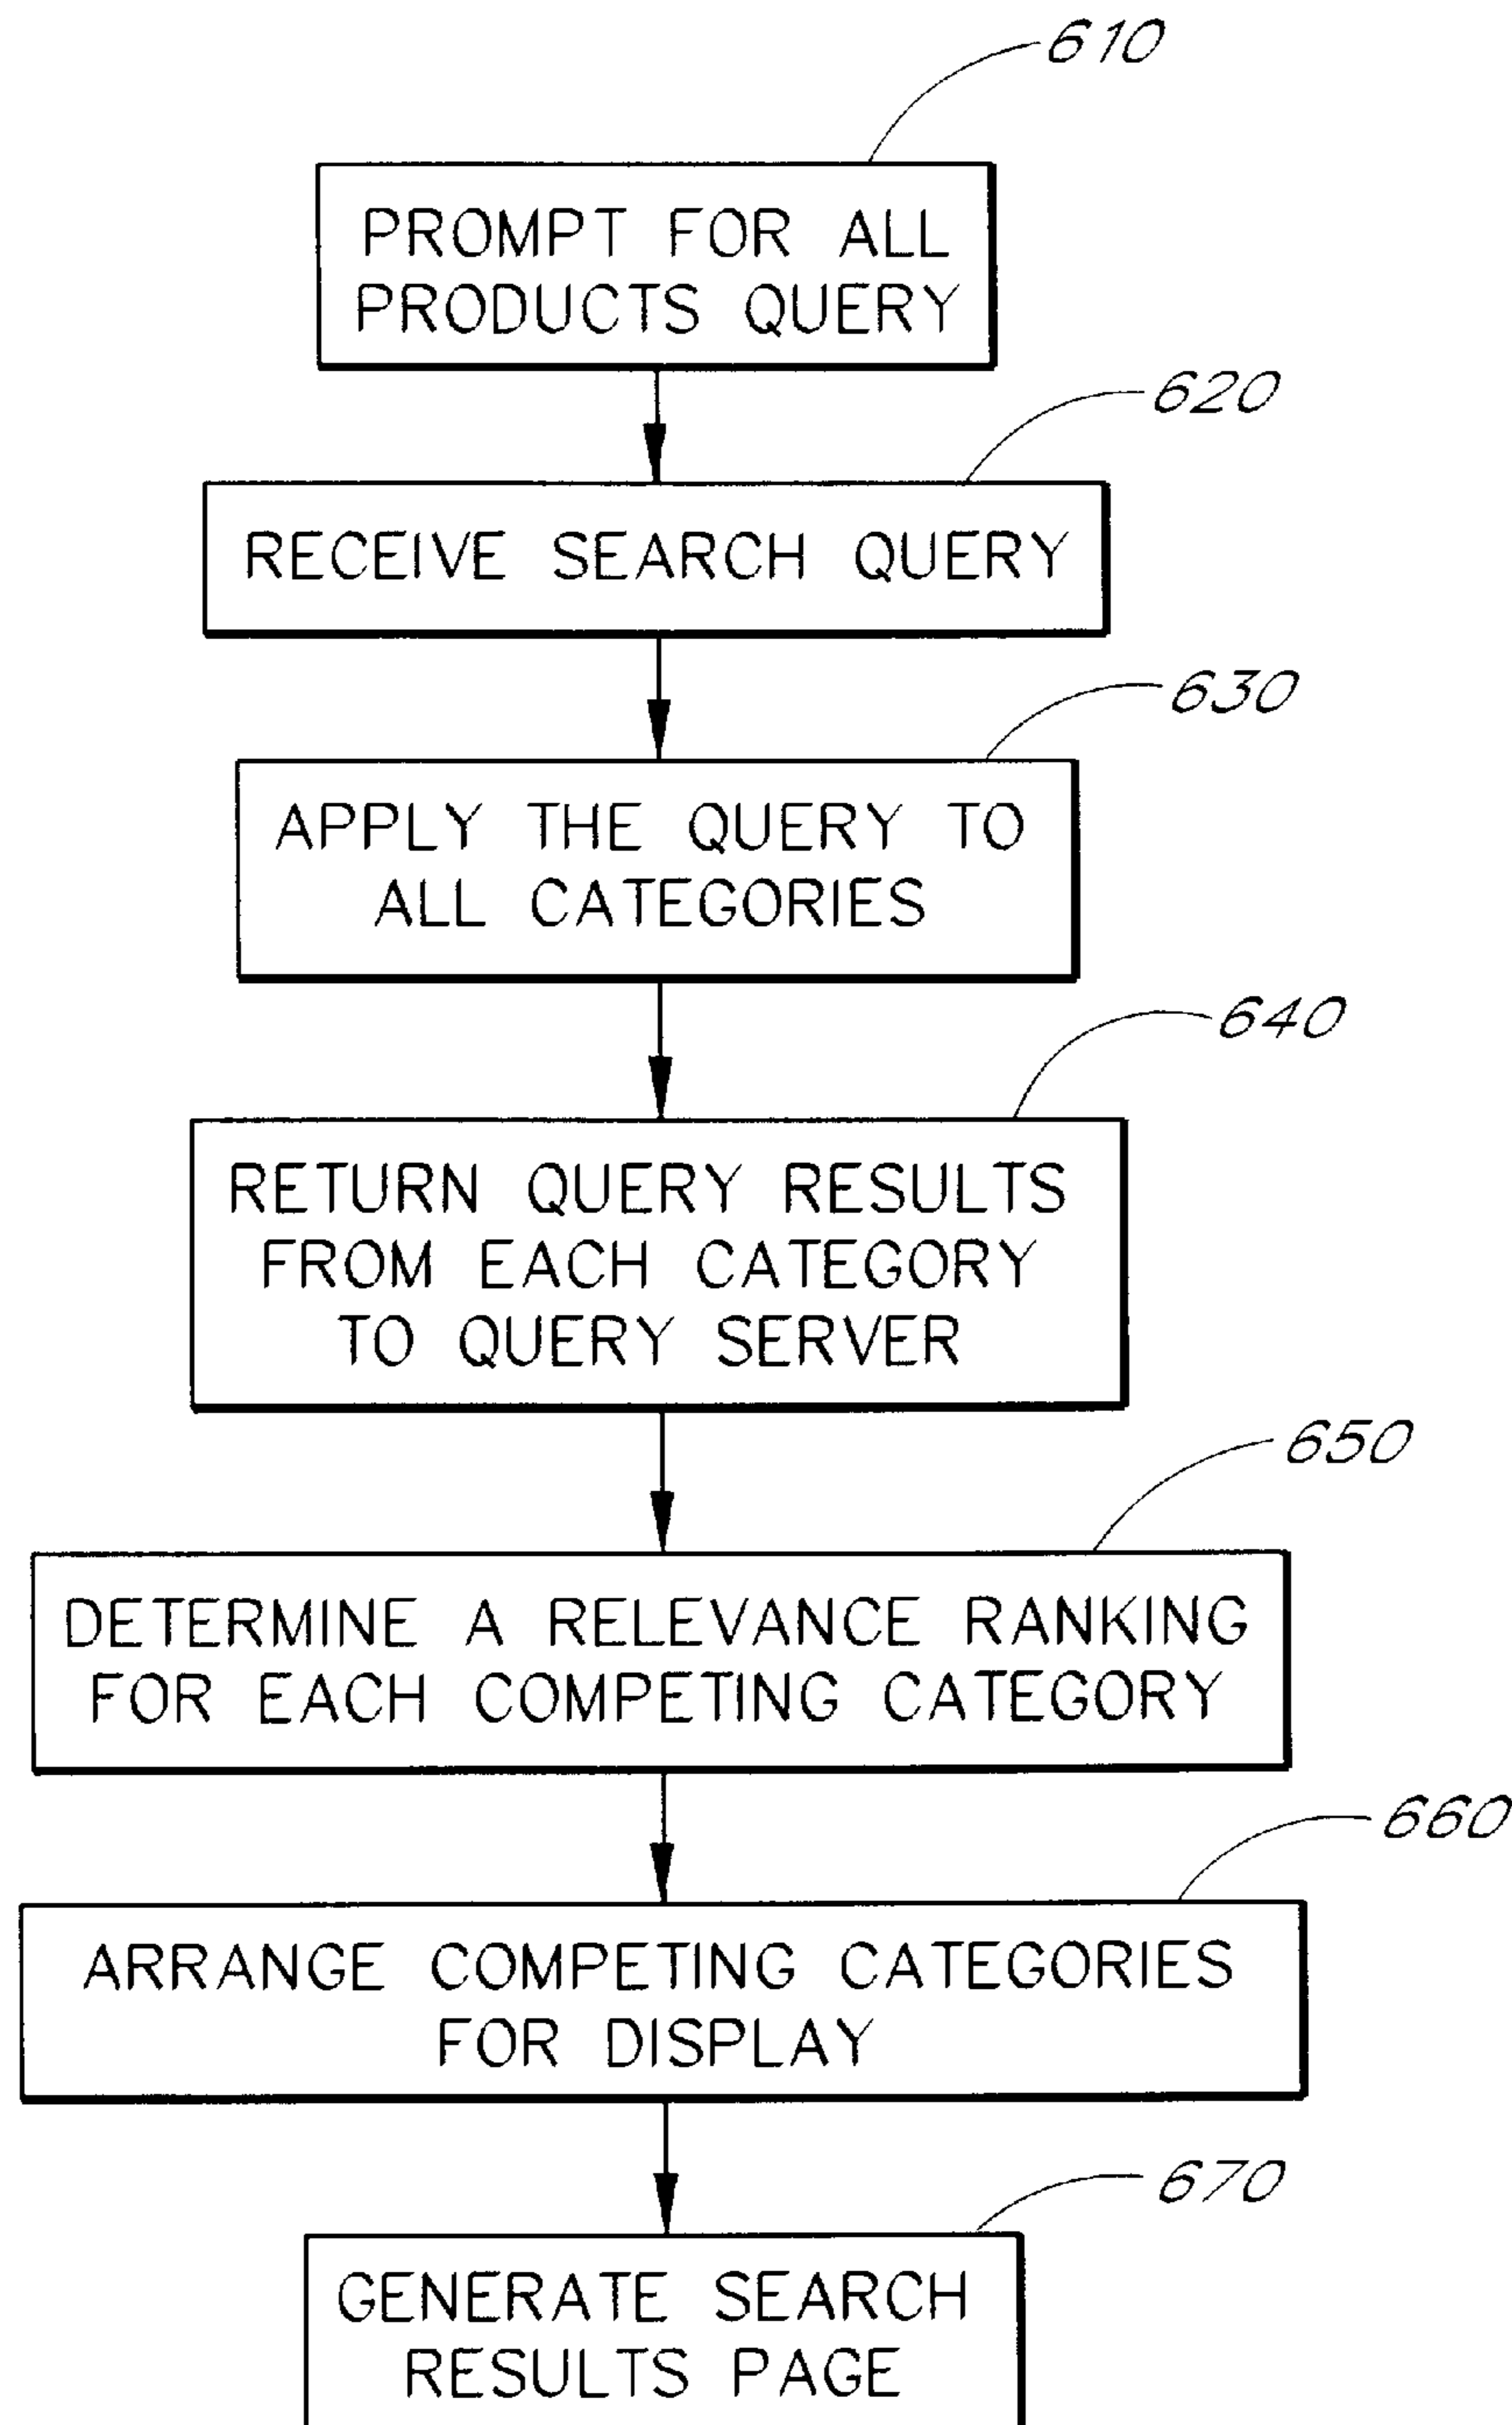 610
PROMPT FOR ALL
PRODUCTS QUERY
620
RECEIVE SEARCH QUERY
630
APPLY THE QUERY TO
ALL CATEGORIES
640
RETURN QUERY RESULTS
FROM EACH CATEGORY
TO QUERY SERVER
650
DETERMINE A RELEVANCE RANKING
FOR EACH COMPETING CATEGORY
660
ARRANGE COMPETING CATEGORIES
FOR DISPLAY
670
GENERATE SEARCH
RESULTS PAGE